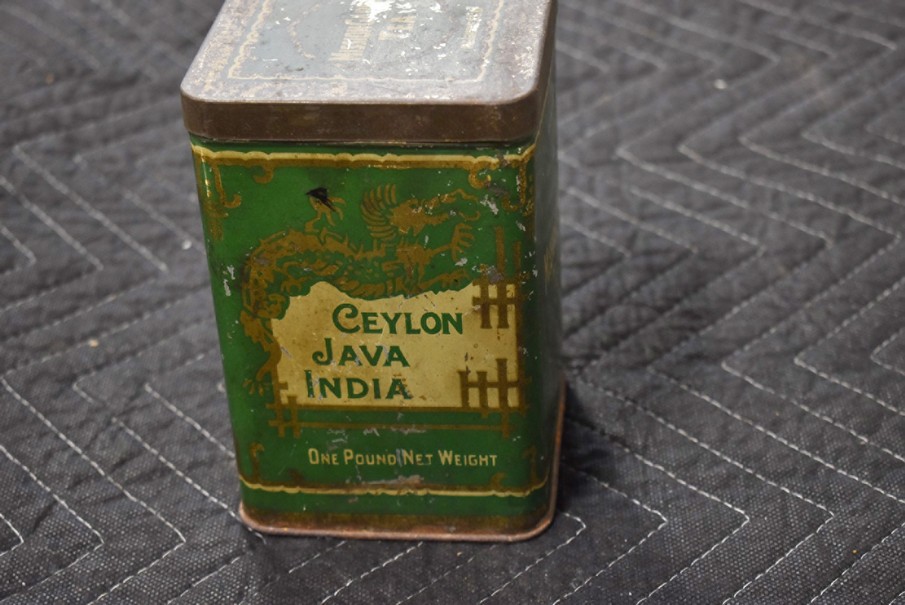 CEYLON
JAVA
INDIA
ONE POUND NET WEIGHT